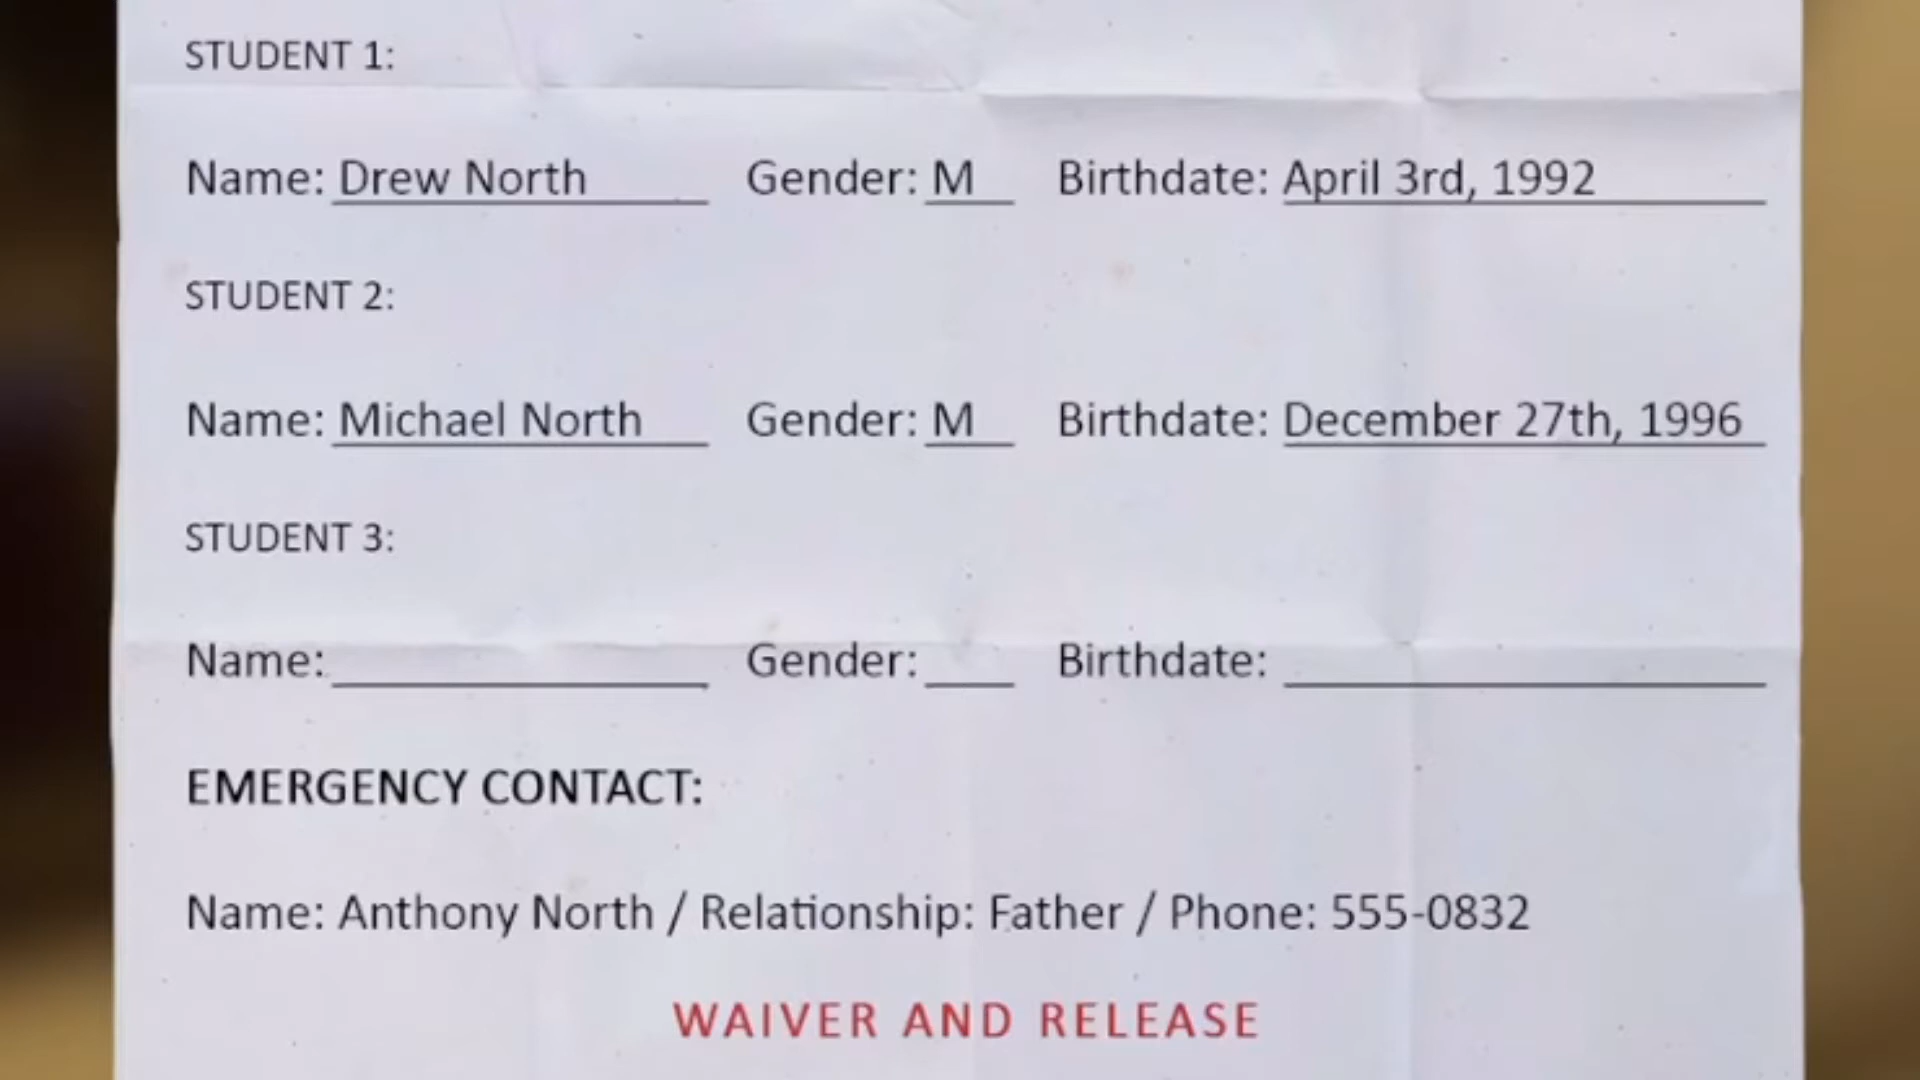 STUDENT 1:
Name: Drew North Gender: M Birthdate: April 3rd, 1992
STUDENT 2:
Name: Michael North Gender: M Birthdate: December 27th, 1996
STUDENT 3:
Name: Gender: Birthdate:
EMERGENCY CONTACT:
Name: Anthony North / Relationship: Father / Phone: 555-0832
WAIVER AND RELEASE